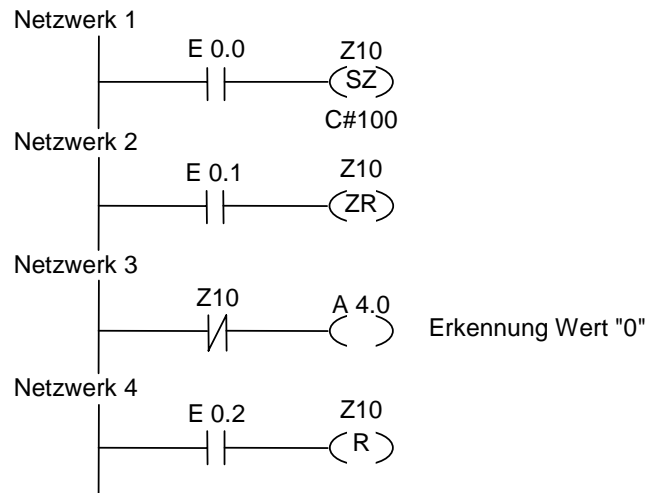 Netzwerk 1
E 0.0 Z10
SZ
C#100
Netzwerk 2
E 0.1 Z10
ZR
Netzwerk 3
Z10 A 4.0
Erkennung Wert "0"
Netzwerk 4
E 0.2 Z10
R